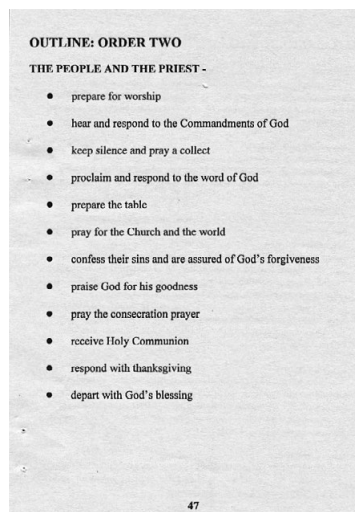 OUTLINE: ORDER TWO
THE PEOPLE AND THE PRIEST -
• prepare for worship
• hear and respond to the Commandments of God
• keep silence and pray a collect
• proclaim and respond to the word of God
• prepare the table
• pray for the Church and the world
• confess their sins and are assured of God's forgiveness
• praise God for his goodness
• pray the consecration prayer
• receive Holy Communion
• respond with thanksgiving
• depart with God's blessing
47